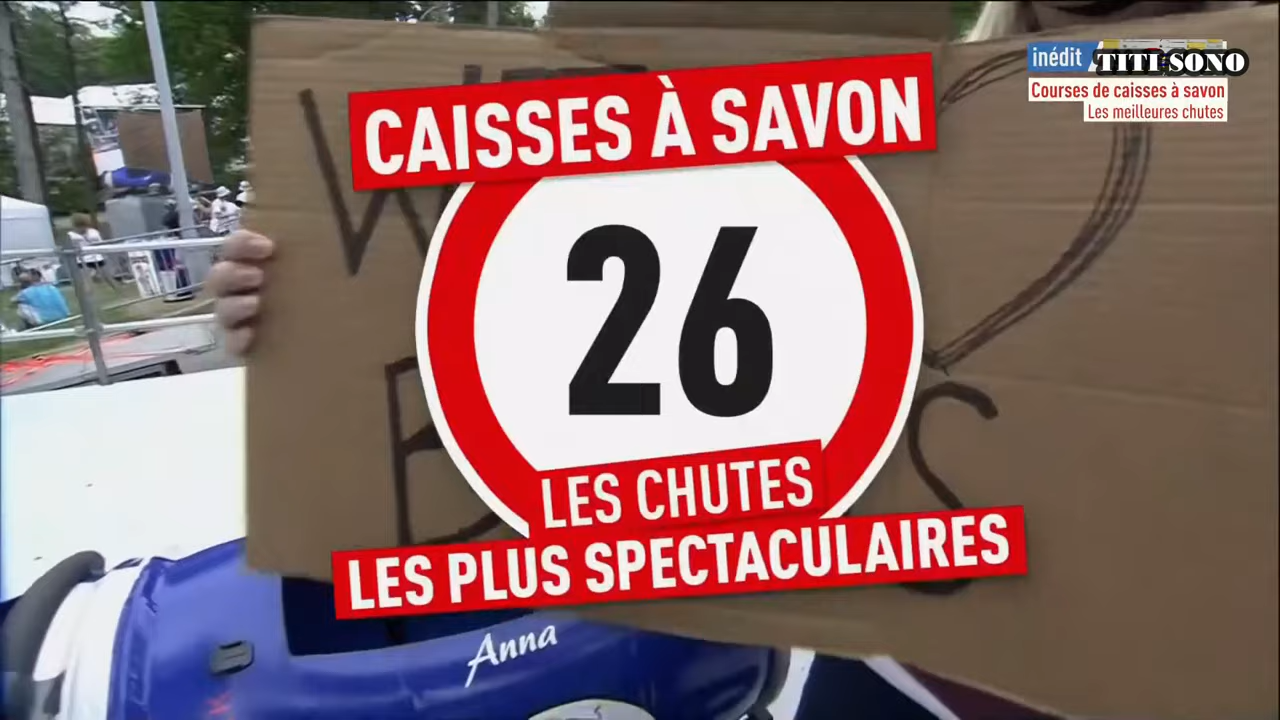 inédit TITI SONO
Courses de caisses à savon
Les meilleures chutes
CAISSES À SAVON
26
LES CHUTES
LES PLUS SPECTACULAIRES
Anna